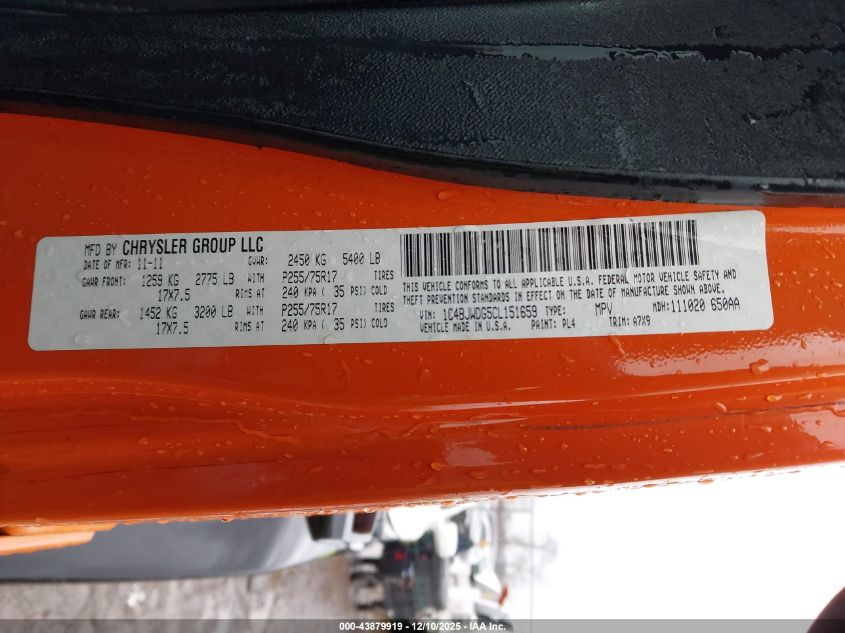 MFD BY CHRYSLER GROUP LLC
DATE OF MFR: 11-11 GVWR: 2450 KG 5400 LB
GAWR FRONT: 1259 KG 2775 LB WITH P255/75R17 TIRES
17X7.5 RIMS AT 240 KPA ( 35 PSI) COLD
GAWR REAR: 1452 KG 3200 LB WITH P255/75R17 TIRES
17X7.5 RIMS AT 240 KPA ( 35 PSI) COLD
THIS VEHICLE CONFORMS TO ALL APPLICABLE U.S.A. FEDERAL MOTOR VEHICLE SAFETY AND
THEFT PREVENTION STANDARDS IN EFFECT ON THE DATE OF MANUFACTURE SHOWN ABOVE.
VIN: 1C4BJWDG5CL151659 TYPE: MPV MDH: 111020 650AA
VEHICLE MADE IN U.S.A. PAINT: PL4 TRIM: A7X9
000-43879919 - 12/10/2025 - IAA Inc.